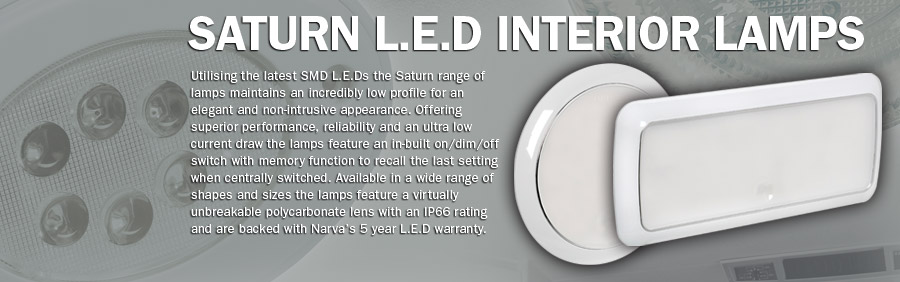 SATURN L.E.D INTERIOR LAMPS
Utilising the latest SMD L.E.Ds the Saturn range of
lamps maintains an incredibly low profile for an
elegant and non-intrusive appearance. Offering
superior performance, reliability and an ultra low
current draw the lamps feature an in-built on/dim/off
switch with memory function to recall the last setting
when centrally switched. Available in a wide range of
shapes and sizes the lamps feature a virtually
unbreakable polycarbonate lens with an IP66 rating
and are backed with Narva's 5 year L.E.D warranty.